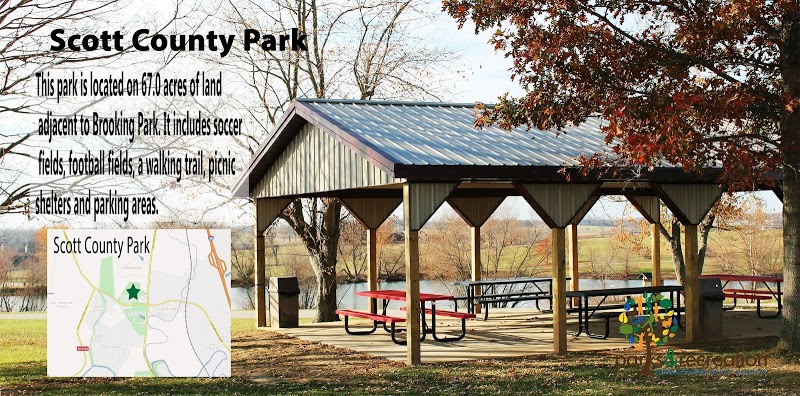 Scott County Park
This park is located on 67.0 acres of land
adjacent to Brooking Park. It includes soccer
fields, football fields, a walking trail, picnic
shelters and parking areas.
Scott County Park